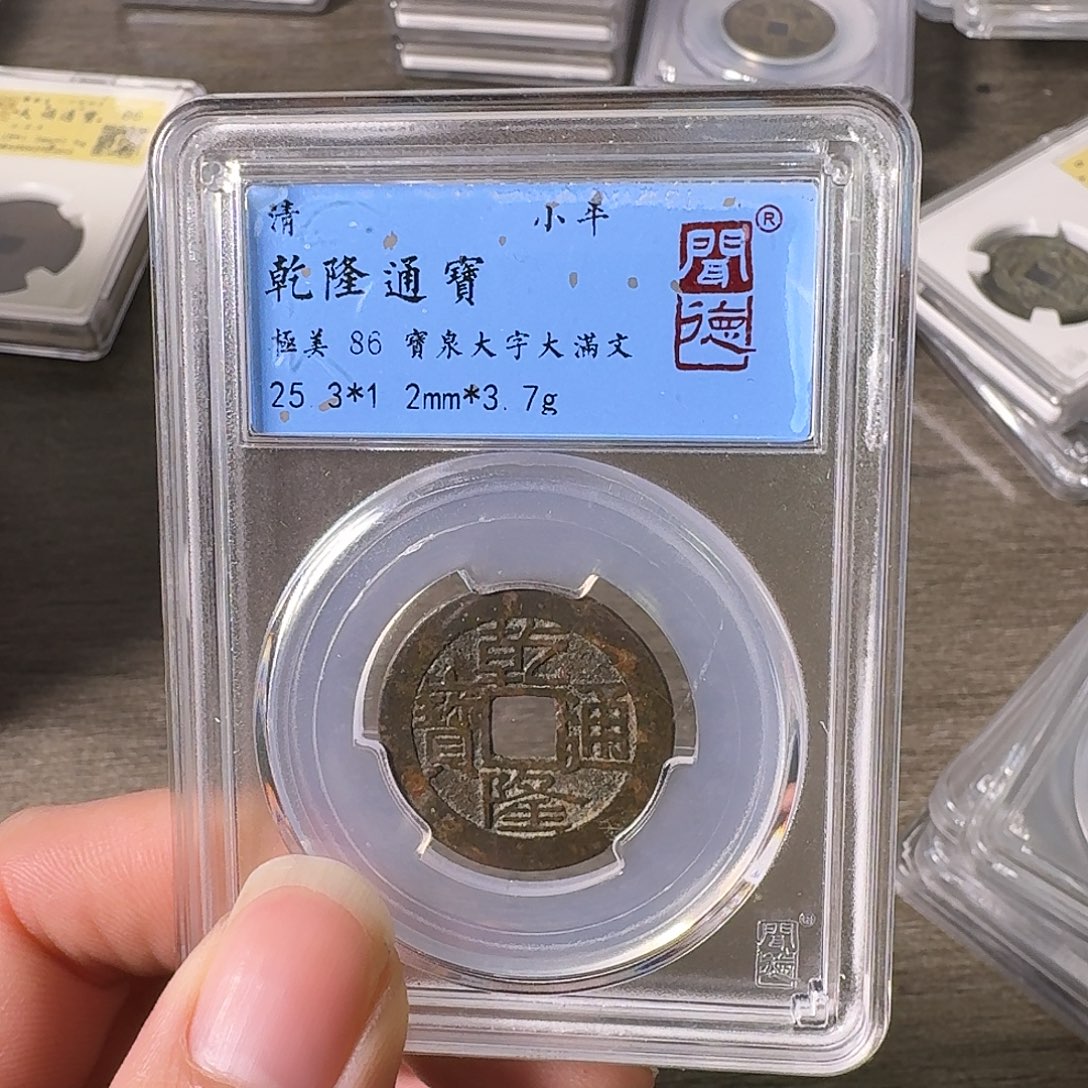 清 小平
乾隆通寶
極美 86 寶泉大字大滿文
25.3*1.2mm*3.7g
聞德®
乾隆通寶
聞德